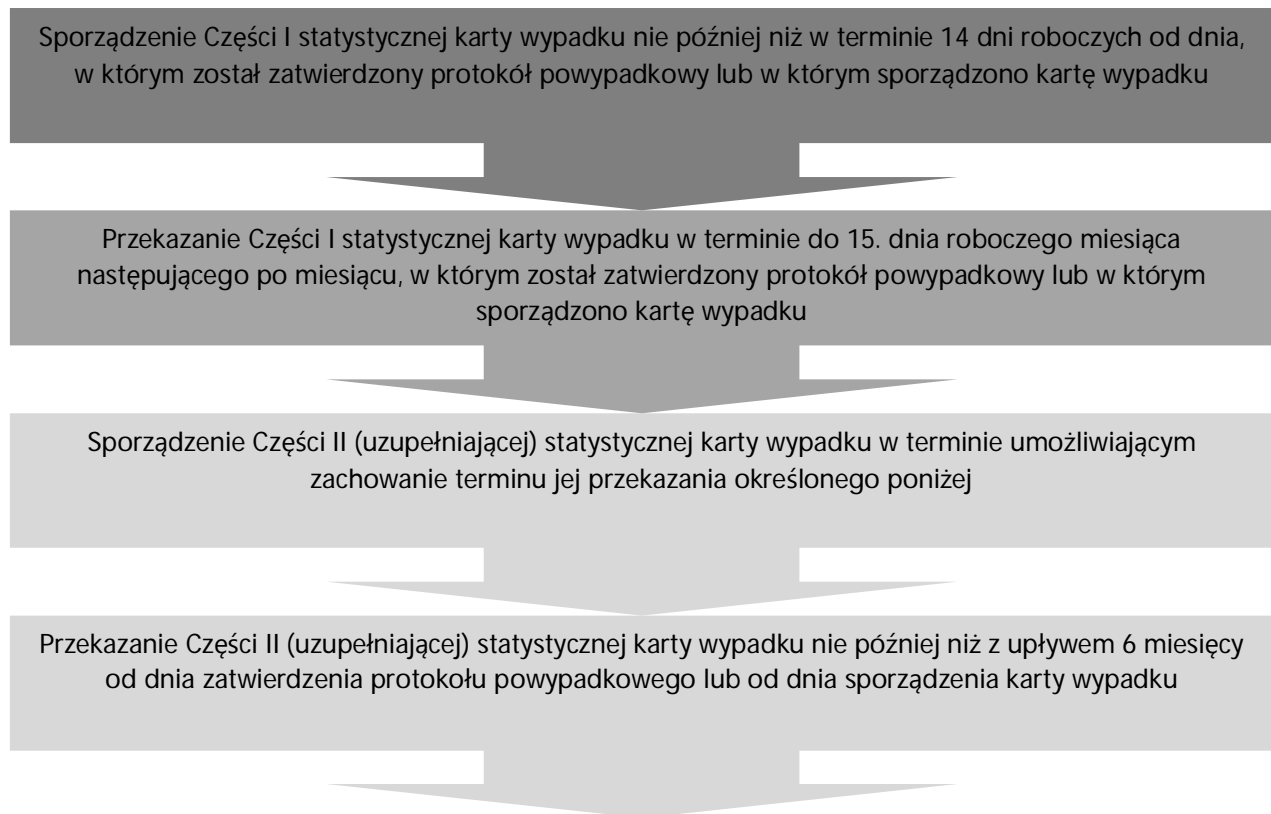 Sporządzenie Części I statystycznej karty wypadku nie później niż w terminie 14 dni roboczych od dnia,
w którym został zatwierdzony protokół powypadkowy lub w którym sporządzono kartę wypadku
Przekazanie Części I statystycznej karty wypadku w terminie do 15. dnia roboczego miesiąca
następującego po miesiącu, w którym został zatwierdzony protokół powypadkowy lub w którym
sporządzono kartę wypadku
Sporządzenie Części II (uzupełniającej) statystycznej karty wypadku w terminie umożliwiającym
zachowanie terminu jej przekazania określonego poniżej
Przekazanie Części II (uzupełniającej) statystycznej karty wypadku nie później niż z upływem 6 miesięcy
od dnia zatwierdzenia protokołu powypadkowego lub od dnia sporządzenia karty wypadku